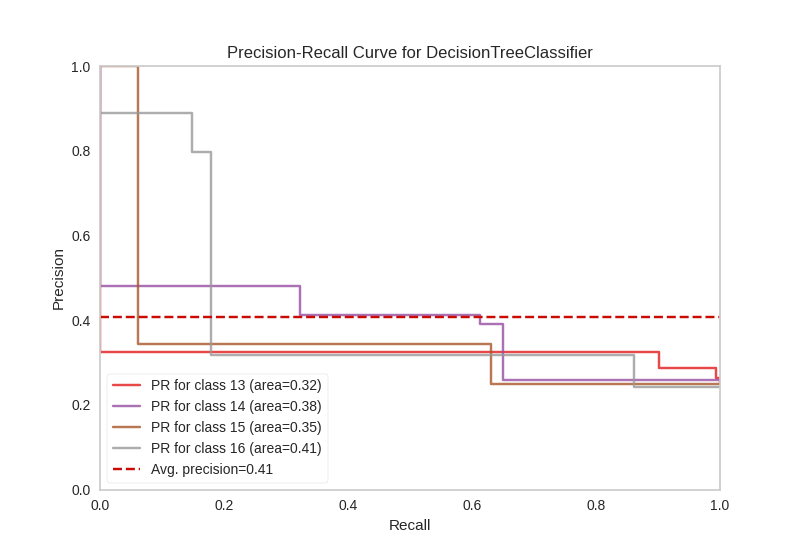 Precision-Recall Curve for DecisionTreeClassifier
1.0
0.8
0.6
0.4
0.2
0.0
Precision
PR for class 13 (area=0.32)
PR for class 14 (area=0.38)
PR for class 15 (area=0.35)
PR for class 16 (area=0.41)
Avg. precision=0.41
0.0 0.2 0.4 0.6 0.8 1.0
Recall